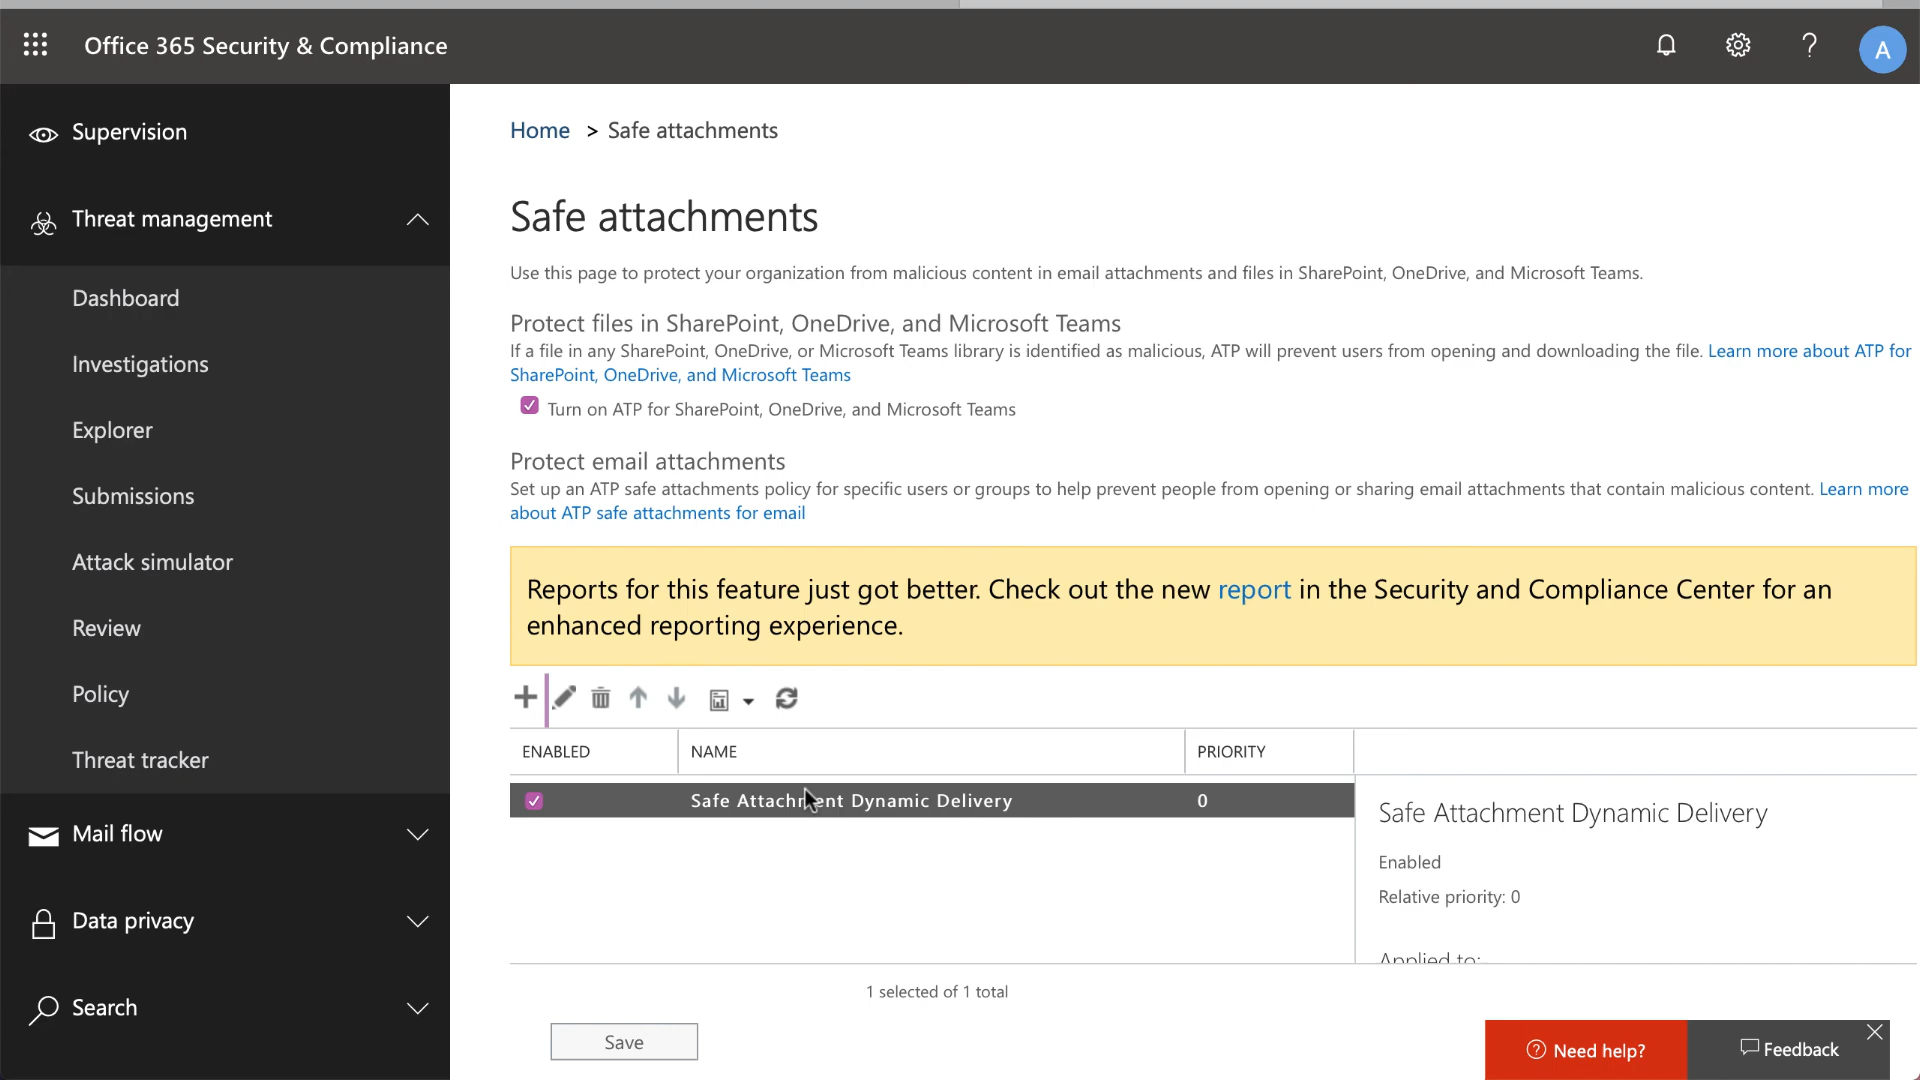 Office 365 Security & Compliance
A
Supervision
Threat management
Dashboard
Investigations
Explorer
Submissions
Attack simulator
Review
Policy
Threat tracker
Mail flow
Data privacy
Search
Home > Safe attachments
Safe attachments
Use this page to protect your organization from malicious content in email attachments and files in SharePoint, OneDrive, and Microsoft Teams.
Protect files in SharePoint, OneDrive, and Microsoft Teams
If a file in any SharePoint, OneDrive, or Microsoft Teams library is identified as malicious, ATP will prevent users from opening and downloading the file. Learn more about ATP for
SharePoint, OneDrive, and Microsoft Teams
Turn on ATP for SharePoint, OneDrive, and Microsoft Teams
Protect email attachments
Set up an ATP safe attachments policy for specific users or groups to help prevent people from opening or sharing email attachments that contain malicious content. Learn more
about ATP safe attachments for email
Reports for this feature just got better. Check out the new report in the Security and Compliance Center for an
enhanced reporting experience.
ENABLED NAME PRIORITY
Safe Attachment Dynamic Delivery 0
Safe Attachment Dynamic Delivery
Enabled
Relative priority: 0
Applied to:
1 selected of 1 total
Save
Need help?
Feedback